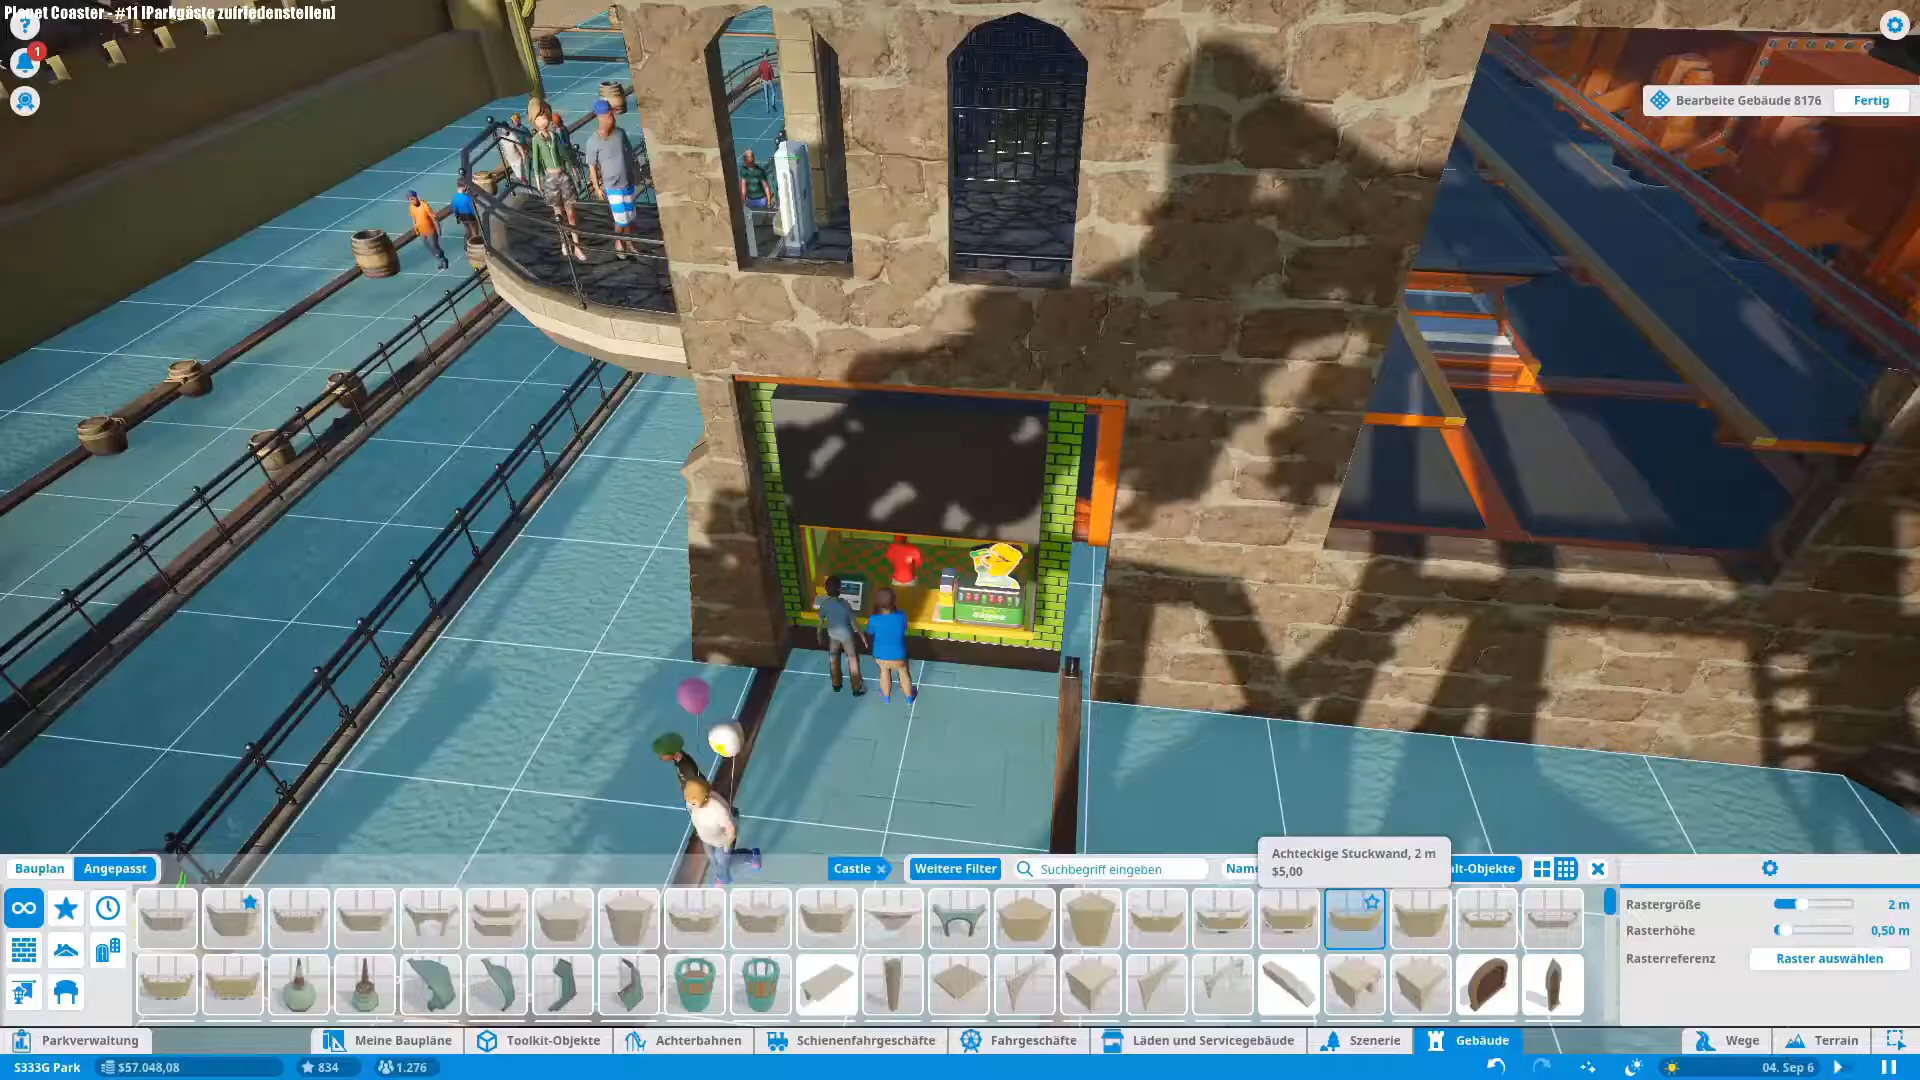 Planet Coaster - #11 [Parkgäste zufriedenstellen]
1
Bearbeite Gebäude 8176
Fertig
Bauplan
Angepasst
Castle
Weitere Filter
Suchbegriff eingeben
Name
Achteckige Stuckwand, 2 m
$5,00
lt-Objekte
Rastergröße
2 m
Rasterhöhe
0,50 m
Rasterreferenz
Raster auswählen
Parkverwaltung
Meine Baupläne
Toolkit-Objekte
Achterbahnen
Schienenfahrgeschäfte
Fahrgeschäfte
Läden und Servicegebäude
Szenerie
Gebäude
Wege
Terrain
S333G Park
$57.048,08
834
1.276
04. Sep 6